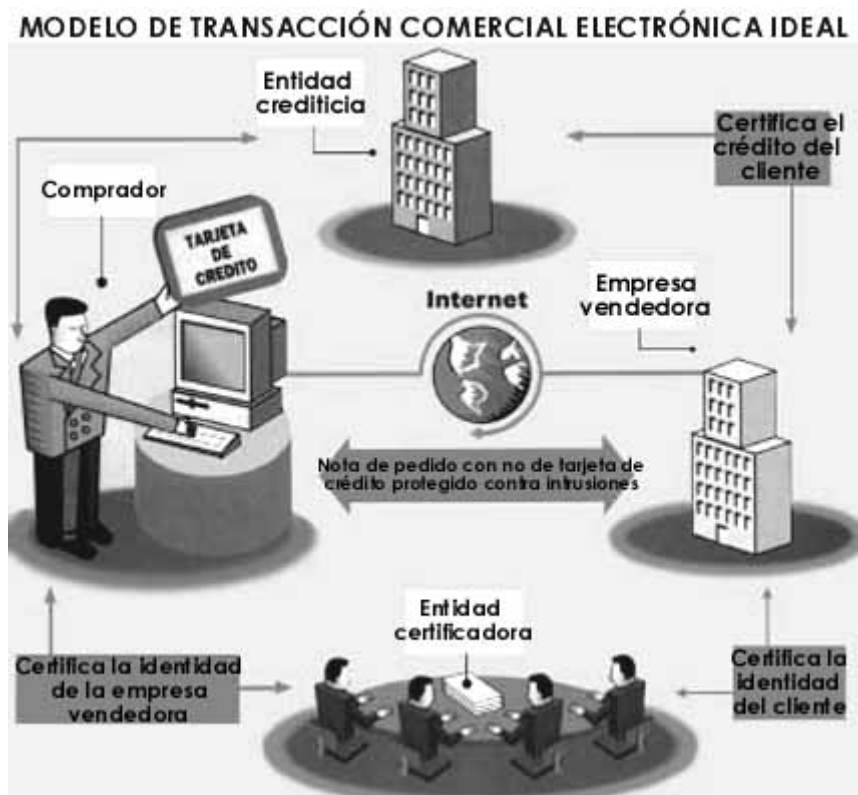 MODELO DE TRANSACCIÓN COMERCIAL ELECTRÓNICA IDEAL
Entidad
crediticia
Certifica el
crédito del
cliente
Comprador
TARJETA
DE
CREDITO
Internet
Empresa
vendedora
Nota de pedido con no de tarjeta de
crédito protegido contra intrusiones
Entidad
certificadora
Certifica la identidad
de la empresa
vendedora
Certifica la
identidad
del cliente